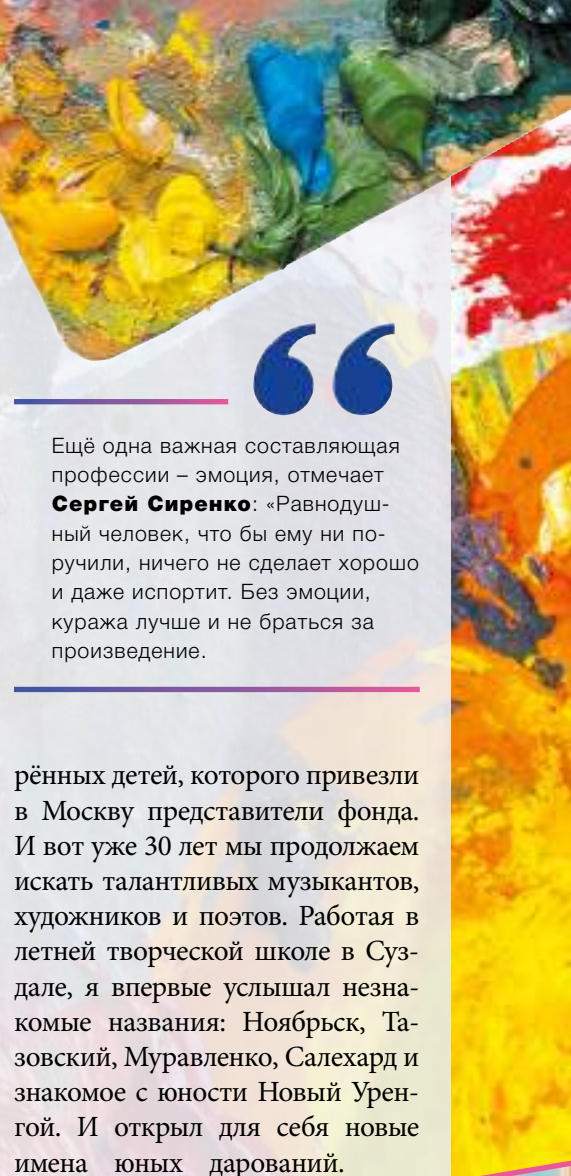 Ещё одна важная составляющая
профессии – эмоция, отмечает
Сергей Сиренко: «Равнодуш-
ный человек, что бы ему ни по-
ручили, ничего не сделает хорошо
и даже испортит. Без эмоции,
куража лучше и не браться за
произведение.
рённых детей, которого привезли
в Москву представители фонда.
И вот уже 30 лет мы продолжаем
искать талантливых музыкантов,
художников и поэтов. Работая в
летней творческой школе в Суз-
дале, я впервые услышал незна-
комые названия: Ноябрьск, Та-
зовский, Муравленко, Салехард и
знакомое с юности Новый Урен-
гой. И открыл для себя новые
имена юных дарований.